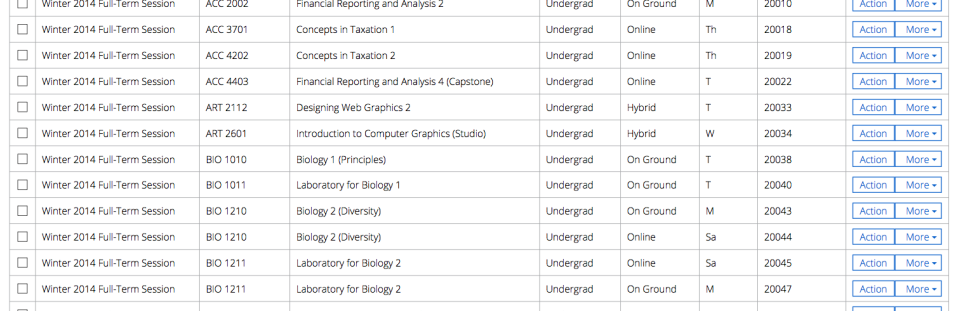 Winter 2014 Full-Term Session ACC 2002 Financial Reporting and Analysis 2 Undergrad On Ground M 20010 Action More
Winter 2014 Full-Term Session ACC 3701 Concepts in Taxation 1 Undergrad Online Th 20018 Action More
Winter 2014 Full-Term Session ACC 4202 Concepts in Taxation 2 Undergrad Online Th 20019 Action More
Winter 2014 Full-Term Session ACC 4403 Financial Reporting and Analysis 4 (Capstone) Undergrad Online T 20022 Action More
Winter 2014 Full-Term Session ART 2112 Designing Web Graphics 2 Undergrad Hybrid T 20033 Action More
Winter 2014 Full-Term Session ART 2601 Introduction to Computer Graphics (Studio) Undergrad Hybrid W 20034 Action More
Winter 2014 Full-Term Session BIO 1010 Biology 1 (Principles) Undergrad On Ground T 20038 Action More
Winter 2014 Full-Term Session BIO 1011 Laboratory for Biology 1 Undergrad On Ground T 20040 Action More
Winter 2014 Full-Term Session BIO 1210 Biology 2 (Diversity) Undergrad On Ground M 20043 Action More
Winter 2014 Full-Term Session BIO 1210 Biology 2 (Diversity) Undergrad Online Sa 20044 Action More
Winter 2014 Full-Term Session BIO 1211 Laboratory for Biology 2 Undergrad Online Sa 20045 Action More
Winter 2014 Full-Term Session BIO 1211 Laboratory for Biology 2 Undergrad On Ground M 20047 Action More